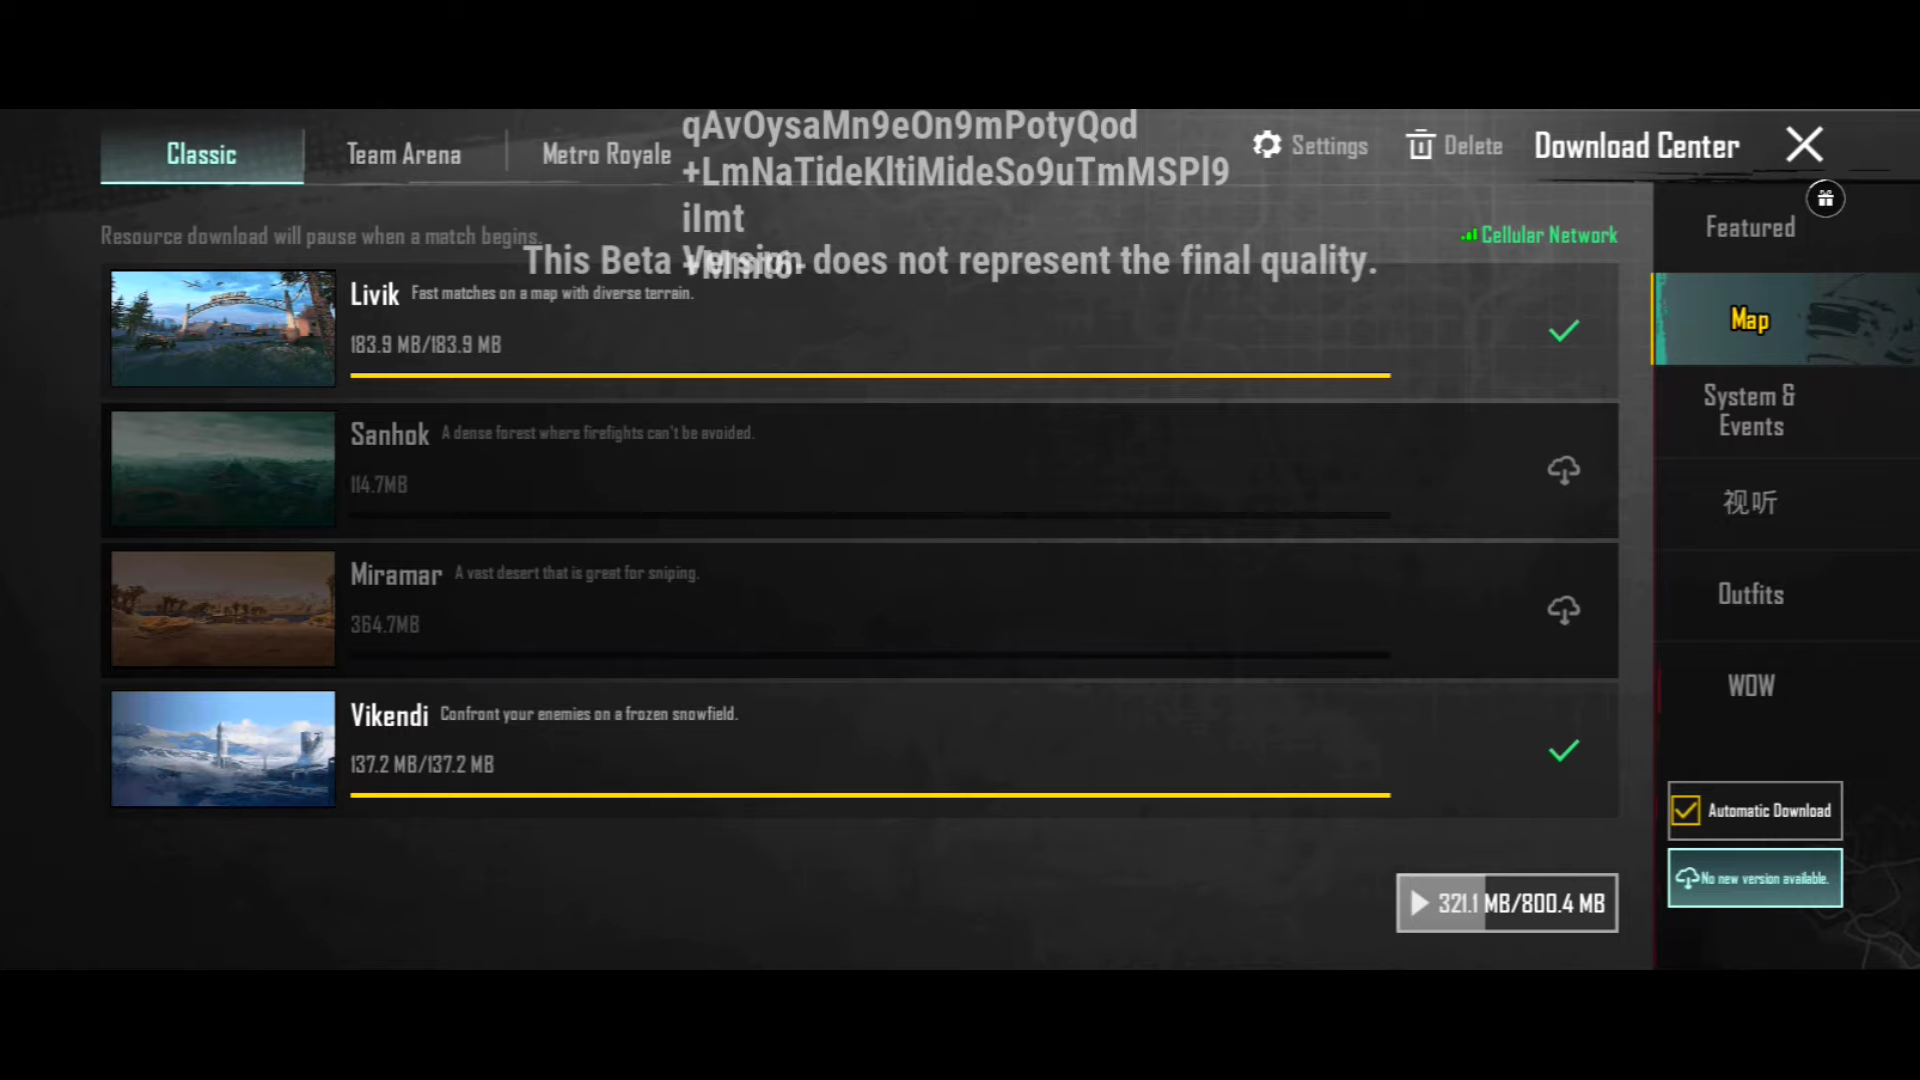 Classic
Team Arena
Metro Royale
qAvOysaMn9eOn9mPotyQod
+LmNaTideKltiMideSo9uTmMSPl9
iImt
Settings
Delete
Download Center
Resource download will pause when a match begins.
This Beta Version does not represent the final quality.
Cellular Network
Livik Fast matches on a map with diverse terrain.
183.9 MB/183.9 MB
Sanhok A dense forest where firefights can't be avoided.
114.7MB
Miramar A vast desert that is great for sniping.
364.7MB
Vikendi Confront your enemies on a frozen snowfield.
137.2 MB/137.2 MB
321.1 MB/800.4 MB
Featured
Map
System &
Events
视听
Outfits
WOW
Automatic Download
No new version available.